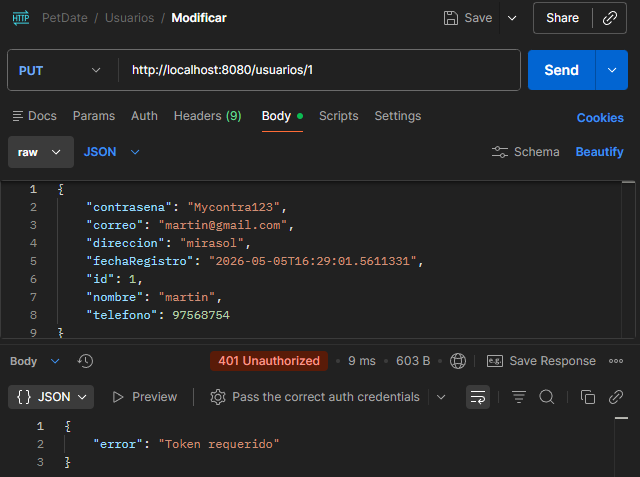 HTTP PetDate / Usuarios / Modificar Save Share
PUT http://localhost:8080/usuarios/1 Send
Docs Params Auth Headers (9) Body Scripts Settings Cookies
raw JSON Schema Beautify
1 {
2 "contrasena": "Mycontra123",
3 "correo": "martin@gmail.com",
4 "direccion": "mirasol",
5 "fechaRegistro": "2026-05-05T16:29:01.5611331",
6 "id": 1,
7 "nombre": "martin",
8 "telefono": 97568754
9 }
Body 401 Unauthorized • 9 ms • 603 B • e.g. Save Response
{} JSON Preview Pass the correct auth credentials
1 {
2 "error": "Token requerido"
3 }